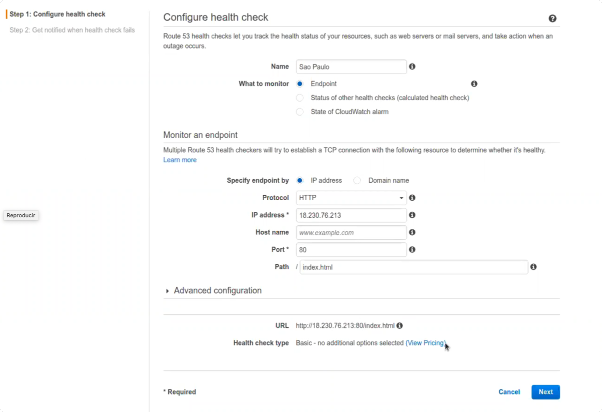 Step 1: Configure health check
Step 2: Get notified when health check fails
Configure health check
Route 53 health checks let you track the health status of your resources, such as web servers or mail servers, and take action when an
outage occurs.
Name Sao Paulo
What to monitor Endpoint
Status of other health checks (calculated health check)
State of CloudWatch alarm
Monitor an endpoint
Multiple Route 53 health checkers will try to establish a TCP connection with the following resource to determine whether it's healthy.
Learn more
Specify endpoint by IP address Domain name
Protocol HTTP
Reproducir
IP address * 18.230.76.213
Host name www.example.com
Port * 80
Path / index.html
Advanced configuration
URL http://18.230.76.213:80/index.html
Health check type Basic - no additional options selected (View Pricing)
* Required Cancel Next